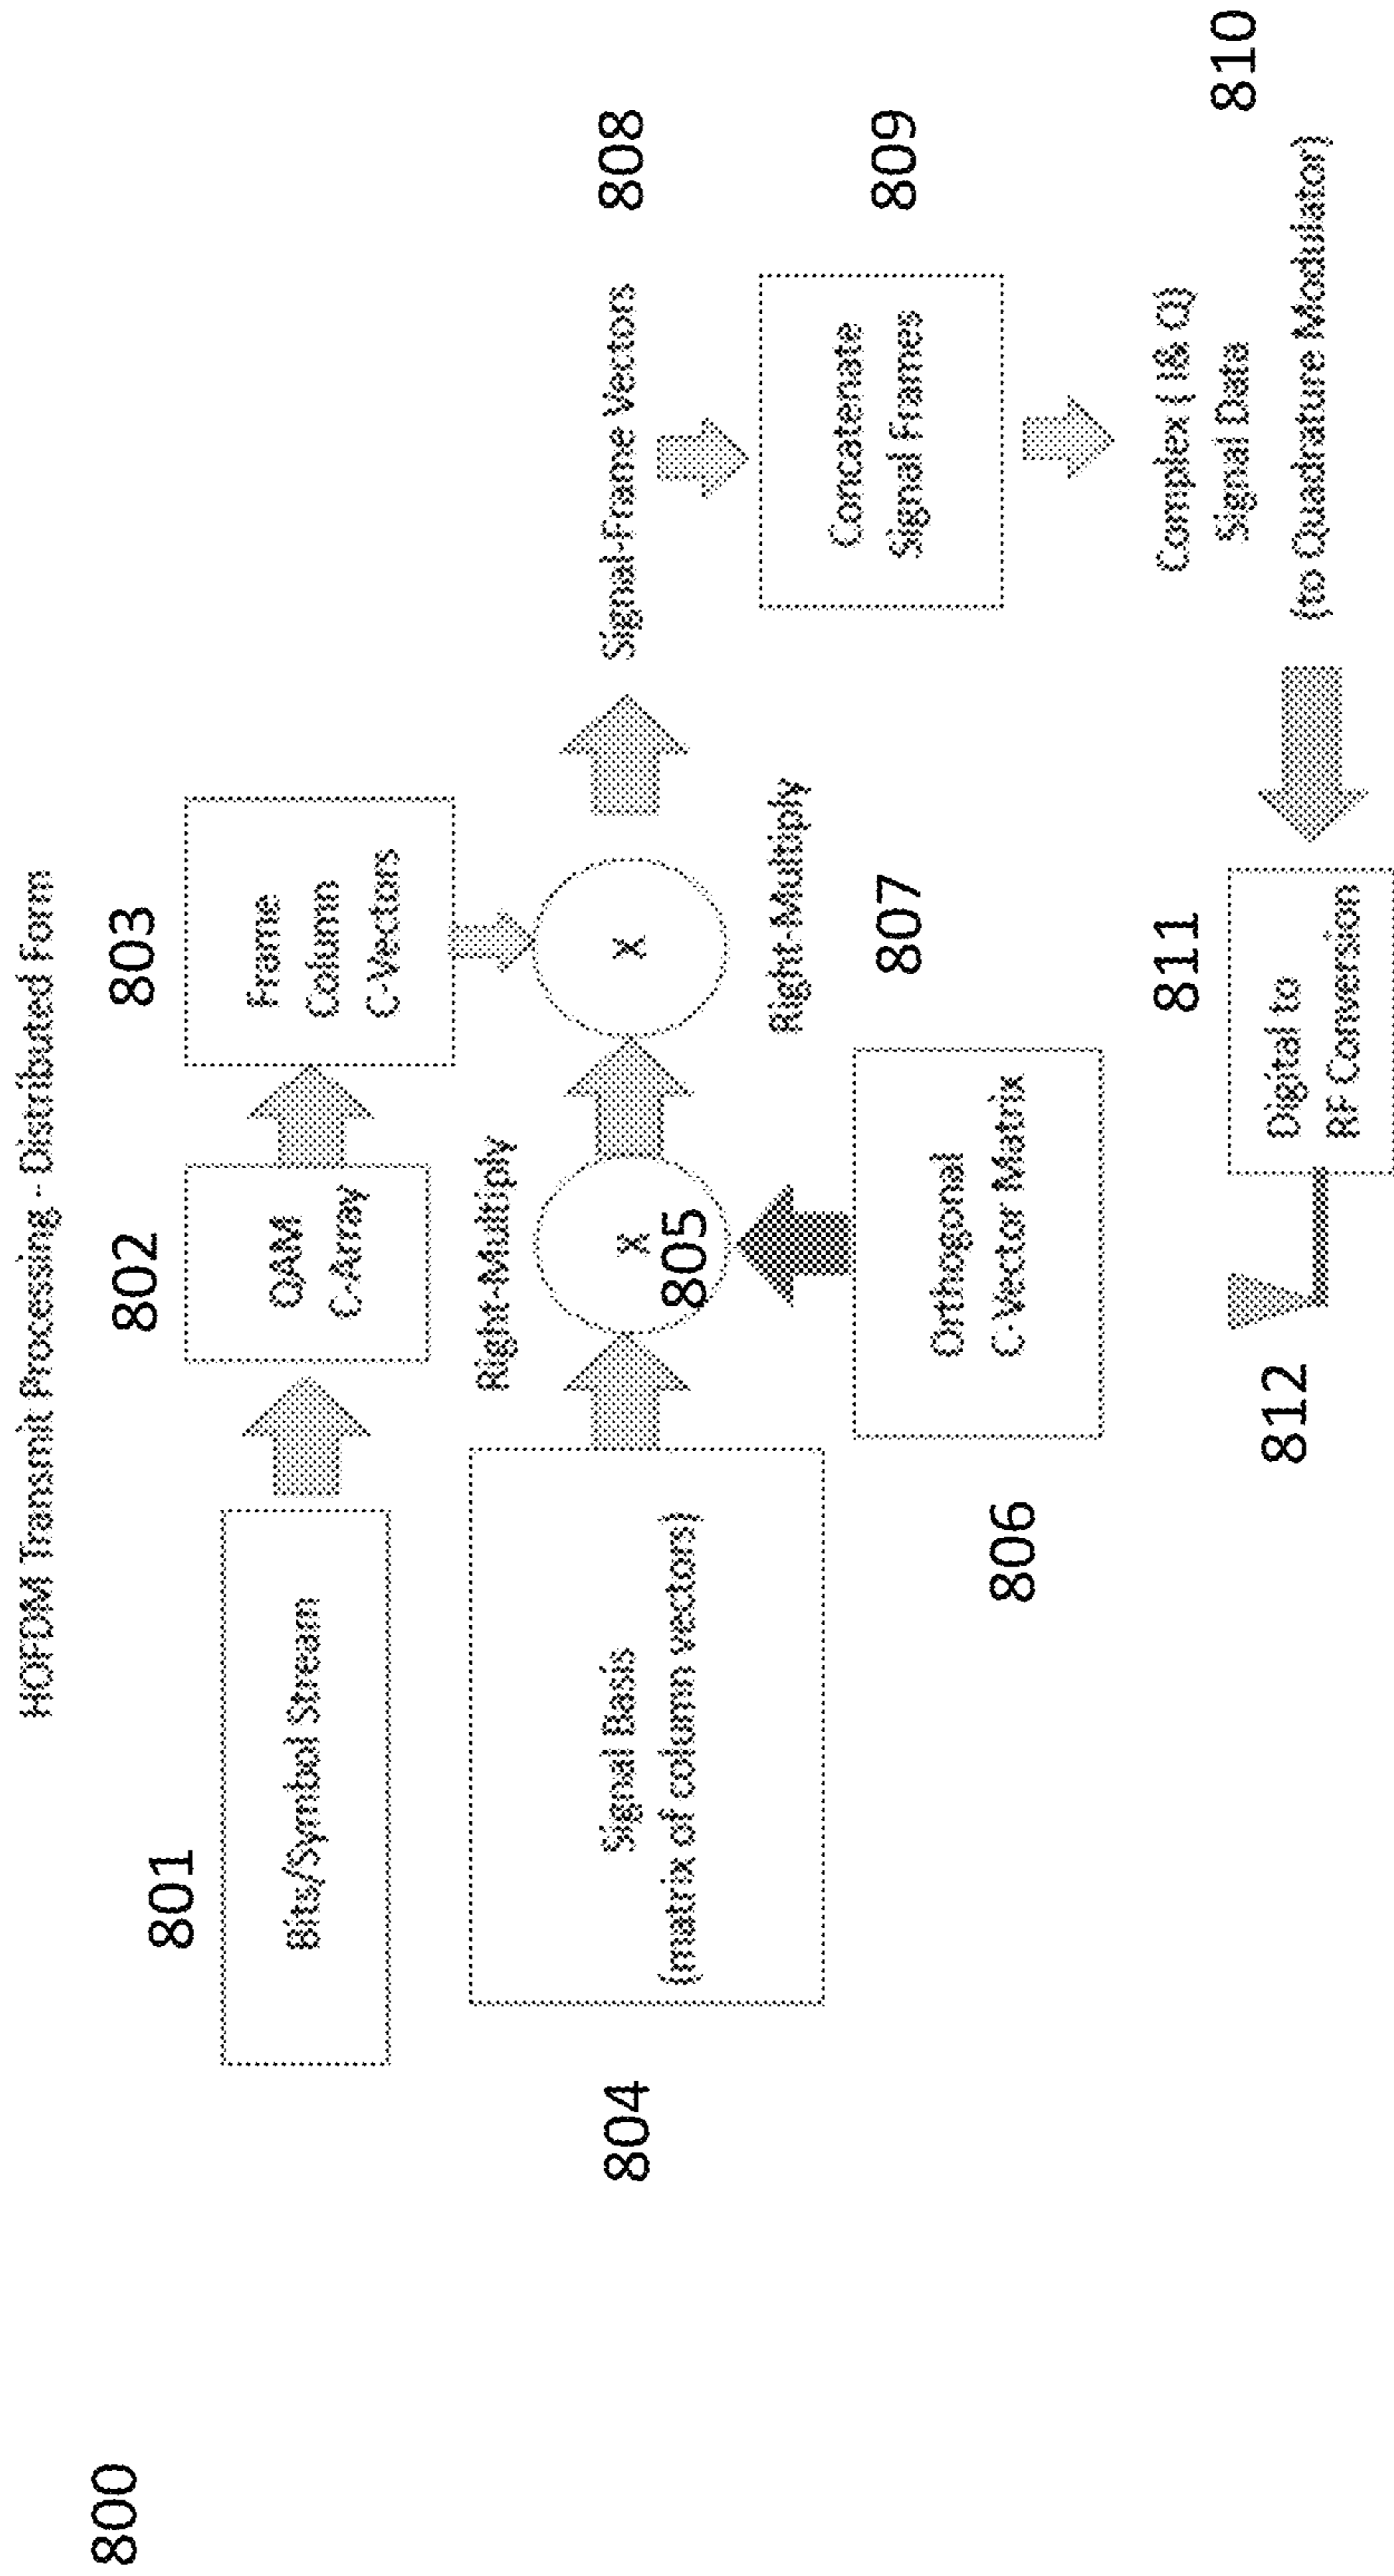 800
HOFDM Transmit Processing -- Distributed Form
801
802
803
Bits/Symbol Stream
QAM
C-Array
Frame
Column
C-Vectors
Right-Multiply
804
Signal Basis
(matrix of column vectors)
X
805
X
Signal-Frame Vectors
808
Right-Multiply
807
806
Orthogonal
C-Vector Matrix
Concatenate
Signal Frames
809
Complex ( I& Q)
Signal Data
810
(to Quadrature Modulator)
811
Digital to
RF Conversion
812